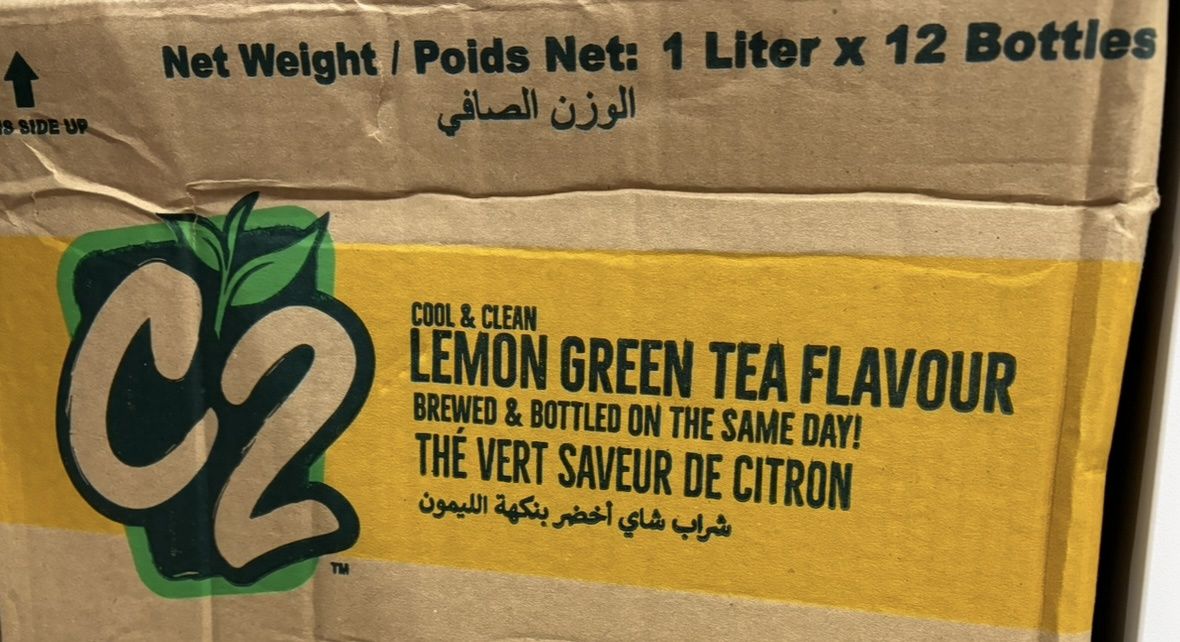 Net Weight / Poids Net: 1 Liter x 12 Bottles
الوزن الصافي
SIDE UP
C2
TM
COOL & CLEAN
LEMON GREEN TEA FLAVOUR
BREWED & BOTTLED ON THE SAME DAY!
THÉ VERT SAVEUR DE CITRON
شراب شاي أخضر بنكهة الليمون